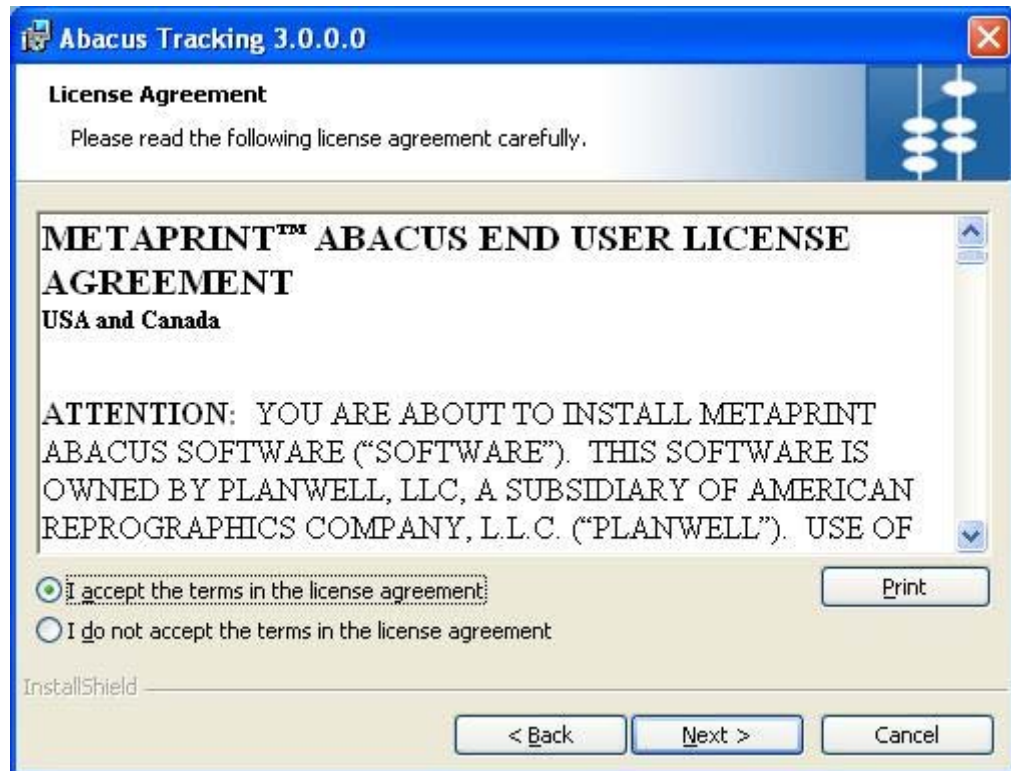 Abacus Tracking 3.0.0.0
License Agreement
Please read the following license agreement carefully.
METAPRINT™ ABACUS END USER LICENSE
AGREEMENT
USA and Canada
ATTENTION:  YOU ARE ABOUT TO INSTALL METAPRINT
ABACUS SOFTWARE (“SOFTWARE”).  THIS SOFTWARE IS
OWNED BY PLANWELL, LLC, A SUBSIDIARY OF AMERICAN
REPROGRAPHICS COMPANY, L.L.C. (“PLANWELL”).  USE OF
I accept the terms in the license agreement
Print
I do not accept the terms in the license agreement
InstallShield
< Back
Next >
Cancel